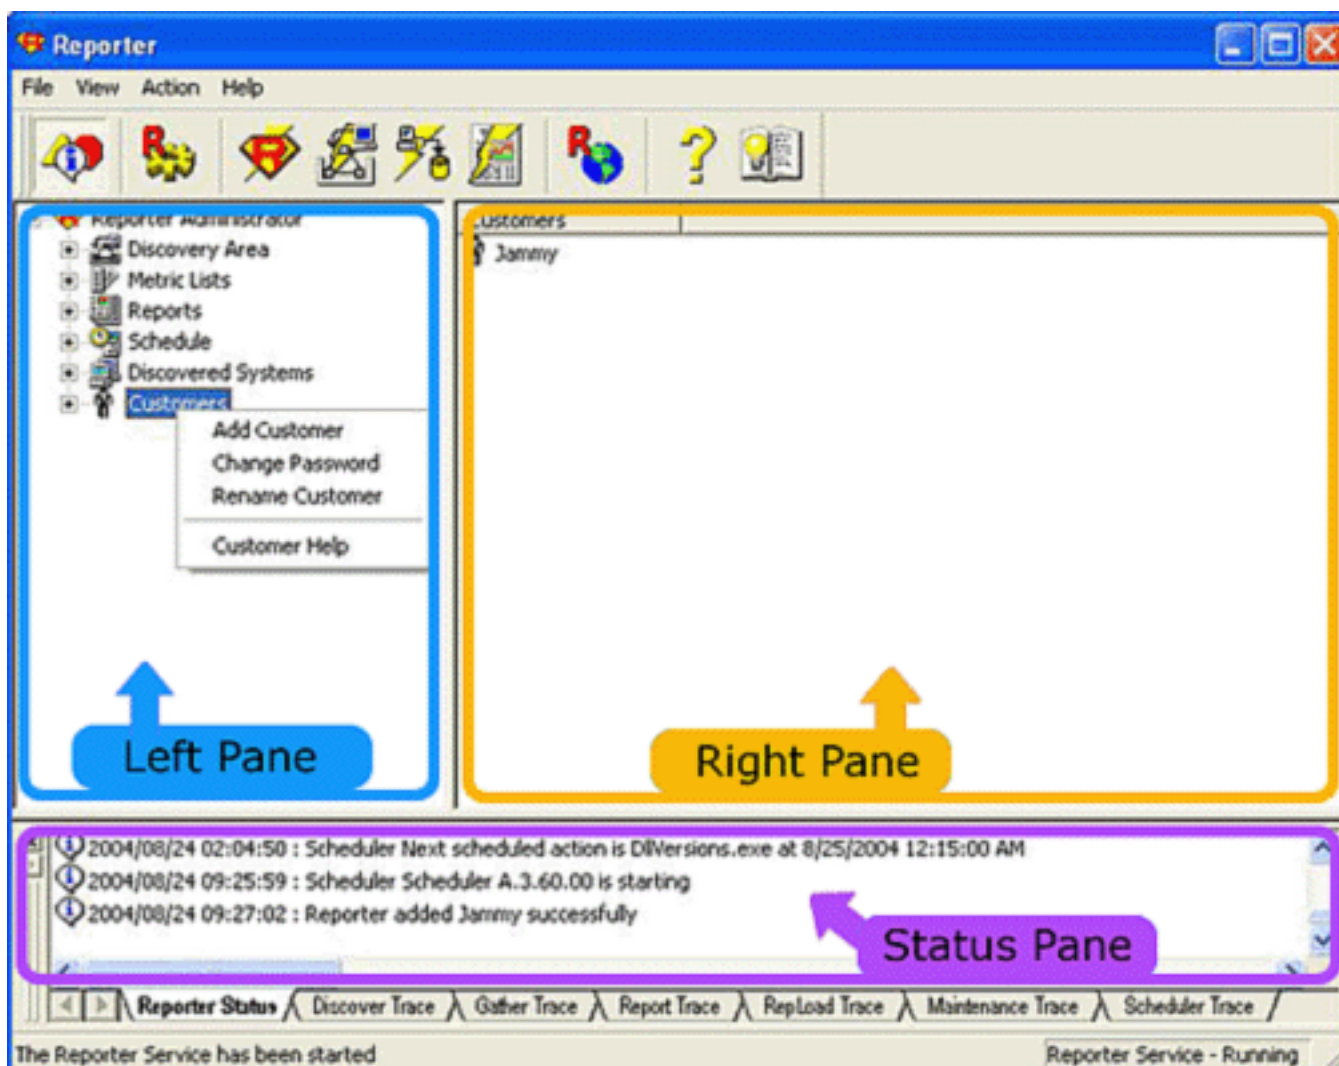 Reporter
File View Action Help
Reporter Administrator
Discovery Area
Metric Lists
Reports
Schedule
Discovered Systems
Customers
Add Customer
Change Password
Rename Customer
Customer Help
Left Pane
Customers
Jammy
Right Pane
2004/08/24 02:04:50 : Scheduler Next scheduled action is DllVersions.exe at 8/25/2004 12:15:00 AM
2004/08/24 09:25:59 : Scheduler Scheduler A.3.60.00 is starting
2004/08/24 09:27:02 : Reporter added Jammy successfully
Status Pane
Reporter Status Discover Trace Gather Trace Report Trace RepLoad Trace Maintenance Trace Scheduler Trace
The Reporter Service has been started Reporter Service - Running